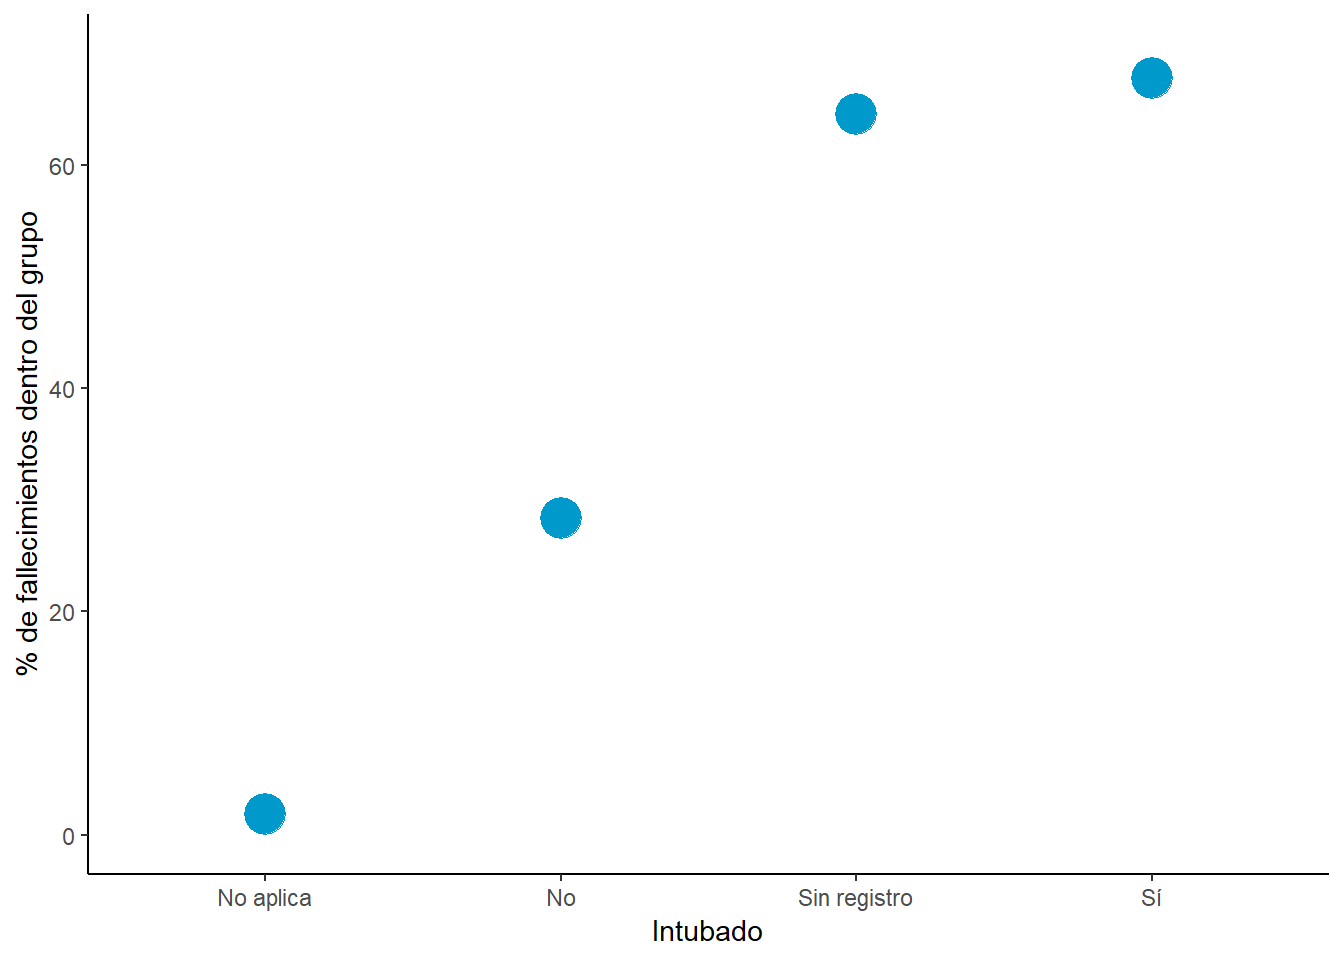 % de fallecimientos dentro del grupo
60
40
20
0
No aplica
No
Sin registro
Sí
Intubado